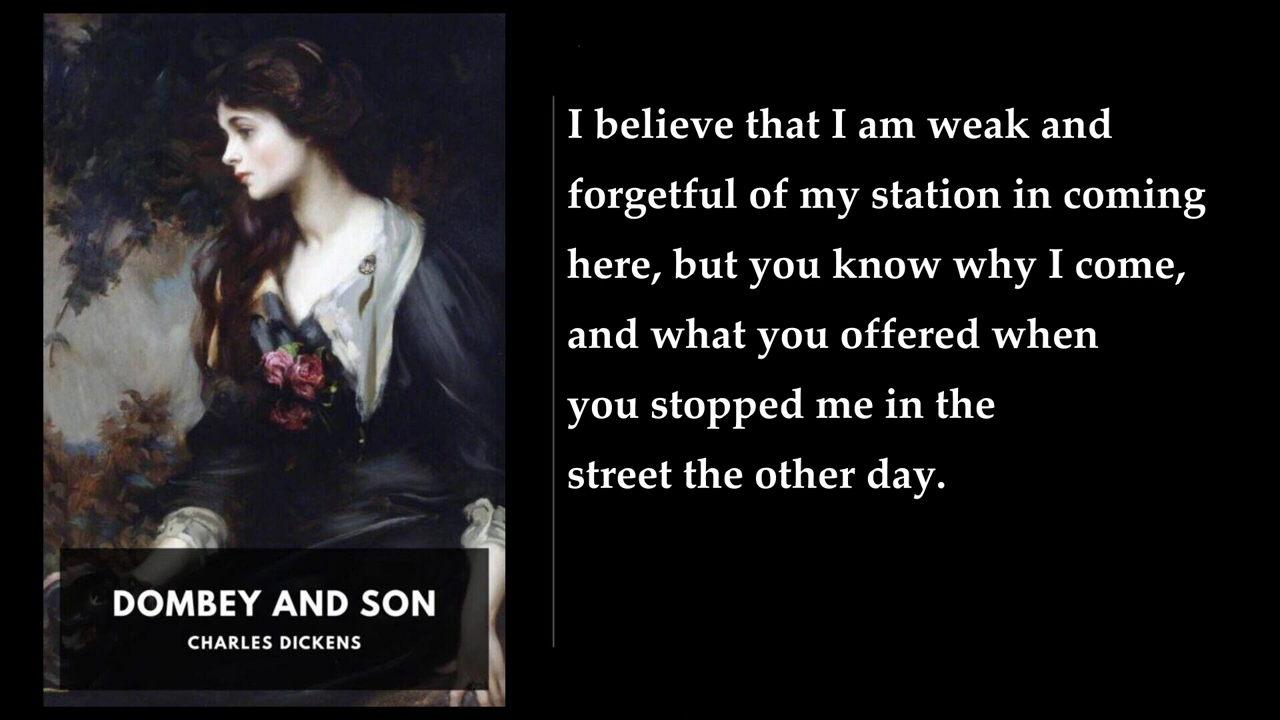 I believe that I am weak and
forgetful of my station in coming
here, but you know why I come,
and what you offered when
you stopped me in the
street the other day.
DOMBEY AND SON
CHARLES DICKENS